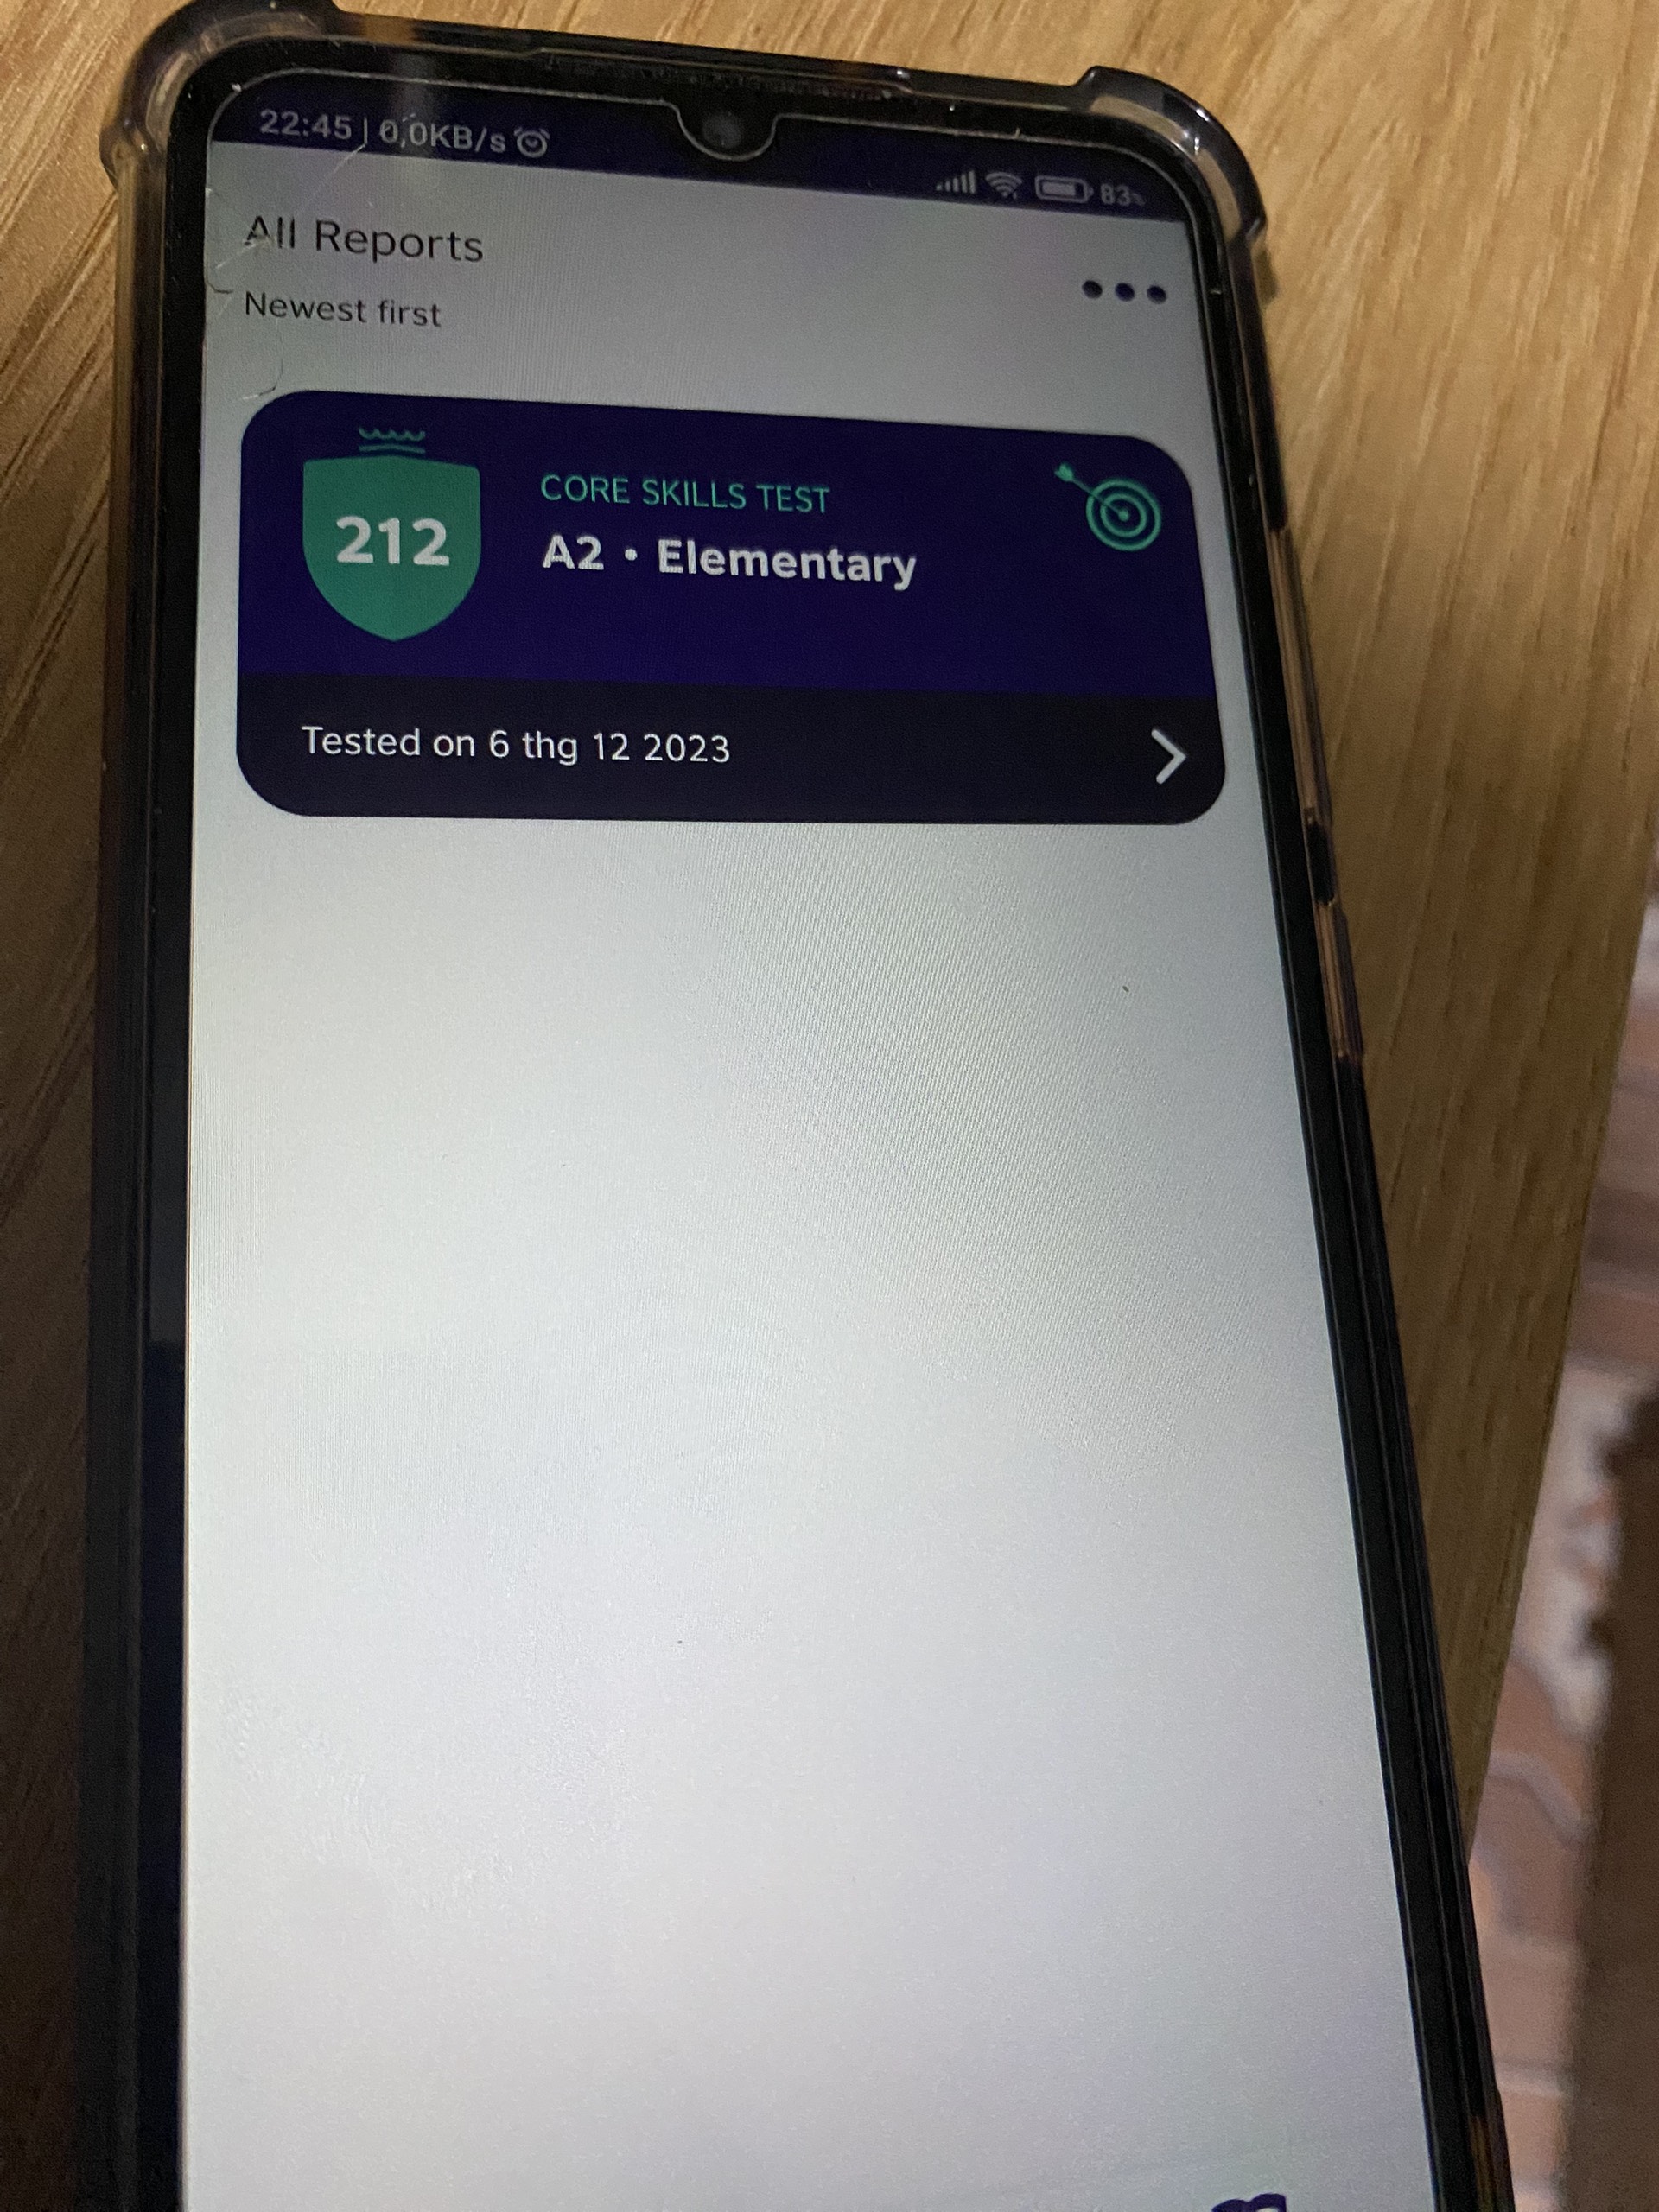 22:45 | 0,0KB/s
83%
All Reports
Newest first
212
CORE SKILLS TEST
A2 • Elementary
Tested on 6 thg 12 2023